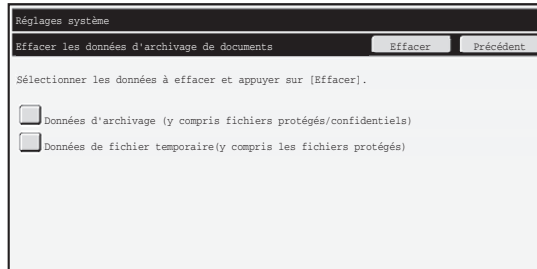 Réglages système
Effacer les données d'archivage de documents Effacer Précédent
Sélectionner les données à effacer et appuyer sur [Effacer].
Données d'archivage (y compris fichiers protégés/confidentiels)
Données de fichier temporaire(y compris les fichiers protégés)